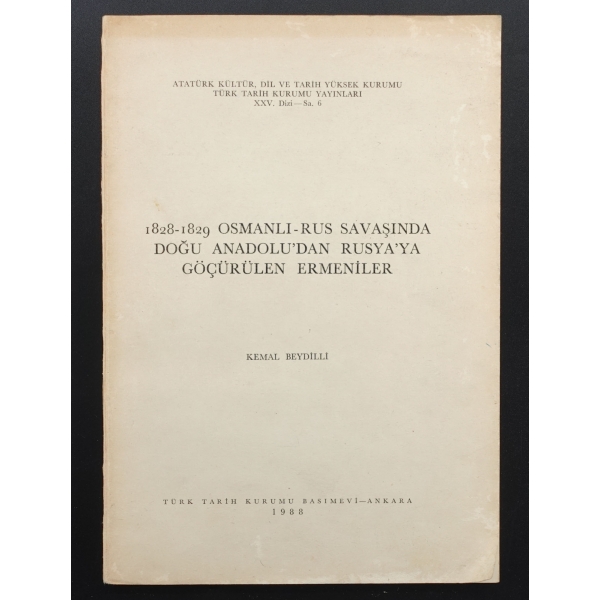 ATATÜRK KÜLTÜR, DİL VE TARİH YÜKSEK KURUMU
TÜRK TARİH KURUMU YAYINLARI
XXV. Dizi — Sa. 6
1828-1829 OSMANLI-RUS SAVAŞINDA
DOĞU ANADOLU'DAN RUSYA'YA
GÖÇÜRÜLEN ERMENİLER
KEMAL BEYDİLLİ
TÜRK TARİH KURUMU BASIMEVİ—ANKARA
1988